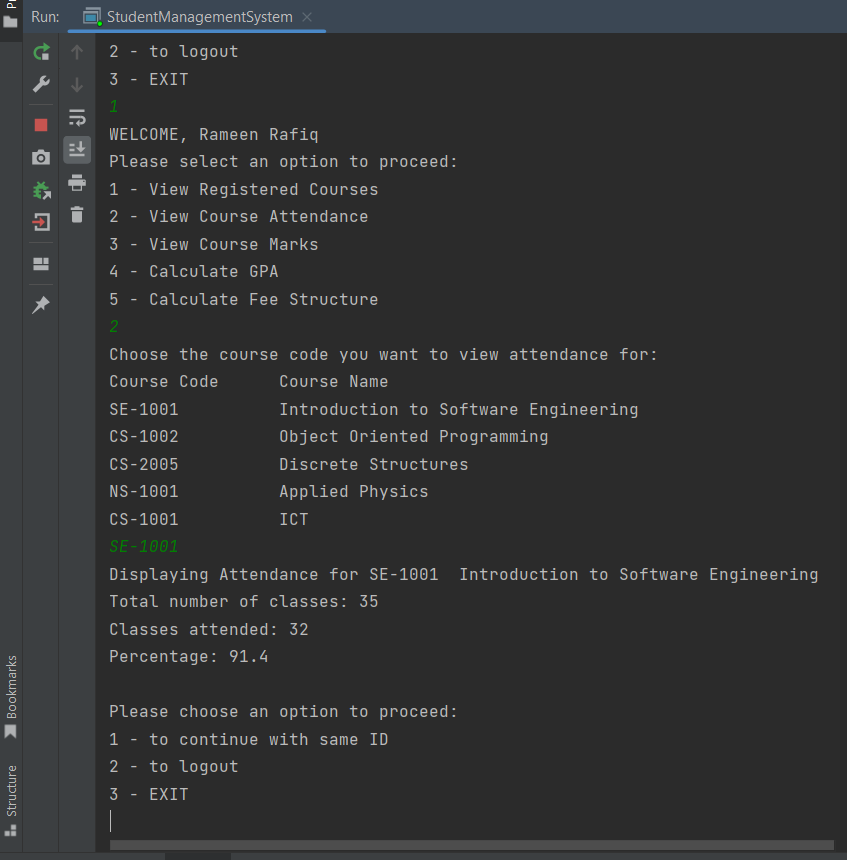 Run: StudentManagementSystem
2 - to logout
3 - EXIT
1
WELCOME, Rameen Rafiq
Please select an option to proceed:
1 - View Registered Courses
2 - View Course Attendance
3 - View Course Marks
4 - Calculate GPA
5 - Calculate Fee Structure
2
Choose the course code you want to view attendance for:
Course Code Course Name
SE-1001 Introduction to Software Engineering
CS-1002 Object Oriented Programming
CS-2005 Discrete Structures
NS-1001 Applied Physics
CS-1001 ICT
SE-1001
Displaying Attendance for SE-1001 Introduction to Software Engineering
Total number of classes: 35
Classes attended: 32
Percentage: 91.4
Please choose an option to proceed:
1 - to continue with same ID
2 - to logout
3 - EXIT
Bookmarks
Structure